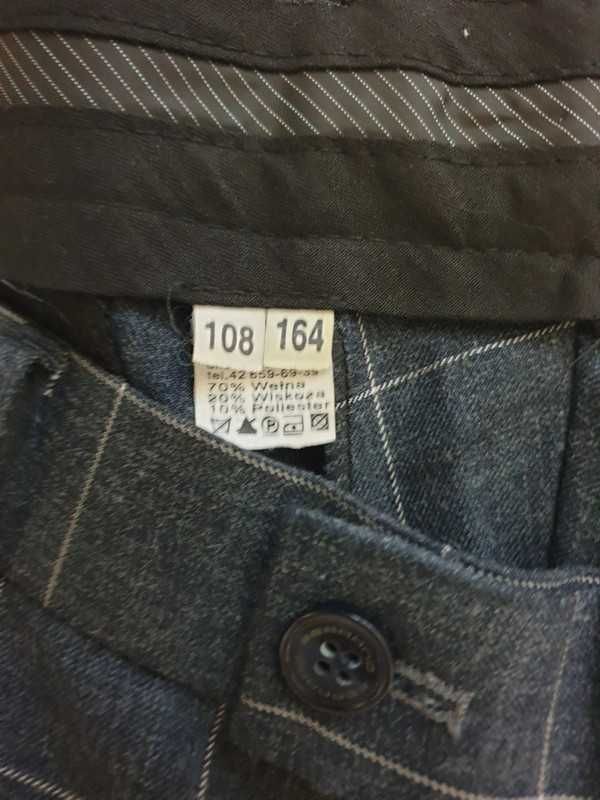 108 164
tel.42 659-69-39
70% Wełna
20% Wiskoza
10% Poliester
P